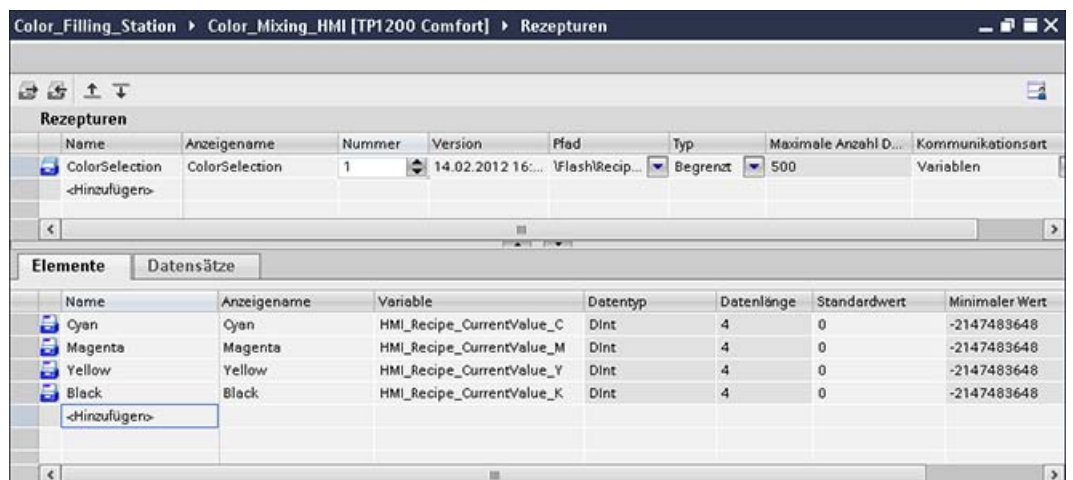 Color_Filling_Station ▸ Color_Mixing_HMI [TP1200 Comfort] ▸ Rezepturen
Rezepturen
Name Anzeigename Nummer Version Pfad Typ Maximale Anzahl D... Kommunikationsart
ColorSelection ColorSelection 1 14.02.2012 16:... \Flash\Recip... Begrenzt 500 Variablen
<Hinzufügen>
Elemente Datensätze
Name Anzeigename Variable Datentyp Datenlänge Standardwert Minimaler Wert
Cyan Cyan HMI_Recipe_CurrentValue_C DInt 4 0 -2147483648
Magenta Magenta HMI_Recipe_CurrentValue_M DInt 4 0 -2147483648
Yellow Yellow HMI_Recipe_CurrentValue_Y DInt 4 0 -2147483648
Black Black HMI_Recipe_CurrentValue_K DInt 4 0 -2147483648
<Hinzufügen>